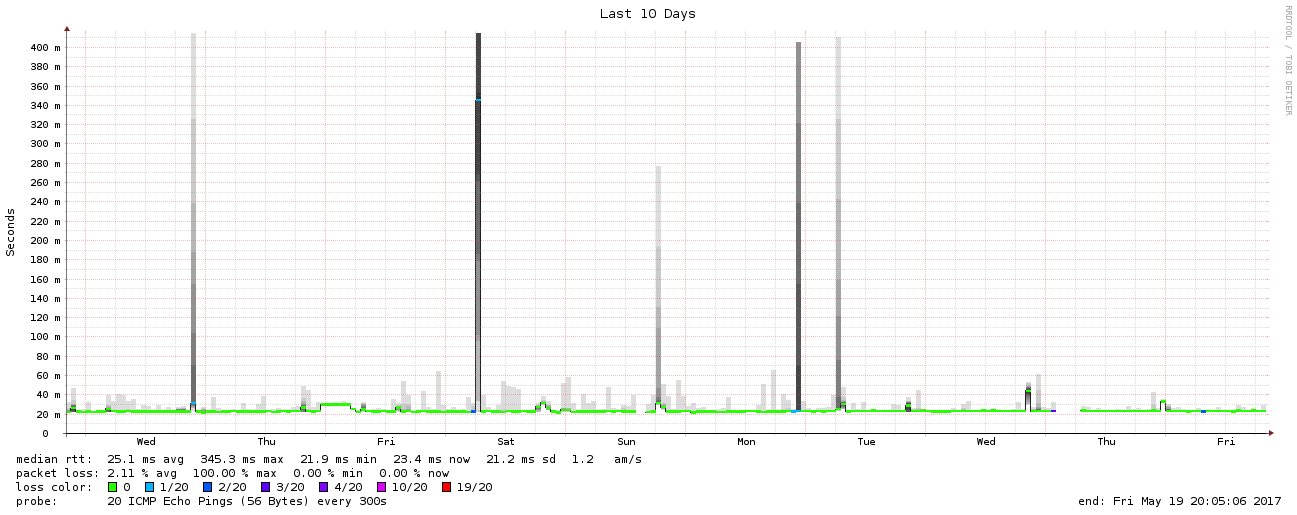 Last 10 Days
RRDTOOL / TOBI OETIKER
Seconds
400 m
380 m
360 m
340 m
320 m
300 m
280 m
260 m
240 m
220 m
200 m
180 m
160 m
140 m
120 m
100 m
80 m
60 m
40 m
20 m
0
Wed Thu Fri Sat Sun Mon Tue Wed Thu Fri
median rtt: 25.1 ms avg 345.3 ms max 21.9 ms min 23.4 ms now 21.2 ms sd 1.2 am/s
packet loss: 2.11 % avg 100.00 % max 0.00 % min 0.00 % now
loss color: 0 1/20 2/20 3/20 4/20 10/20 19/20
probe: 20 ICMP Echo Pings (56 Bytes) every 300s end: Fri May 19 20:05:06 2017